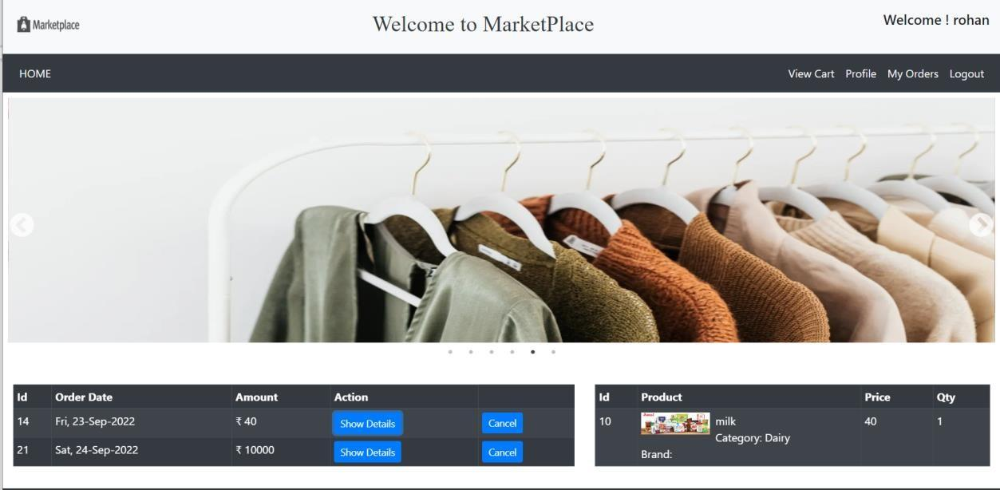 Marketplace
Welcome to MarketPlace
Welcome ! rohan
HOME
View Cart Profile My Orders Logout
Id Order Date Amount Action
14 Fri, 23-Sep-2022 ₹ 40 Show Details Cancel
21 Sat, 24-Sep-2022 ₹ 10000 Show Details Cancel
Id Product Price Qty
10 milk 40 1
Category: Dairy
Brand: